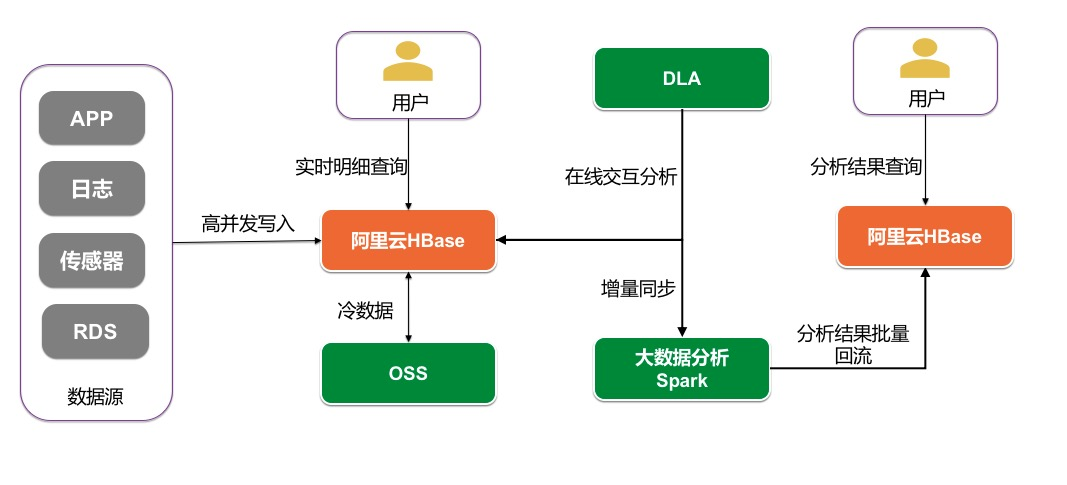 APP
日志
传感器
RDS
数据源
高并发写入
用户
实时明细查询
阿里云HBase
冷数据
OSS
DLA
在线交互分析
增量同步
大数据分析
Spark
用户
分析结果查询
阿里云HBase
分析结果批量
回流